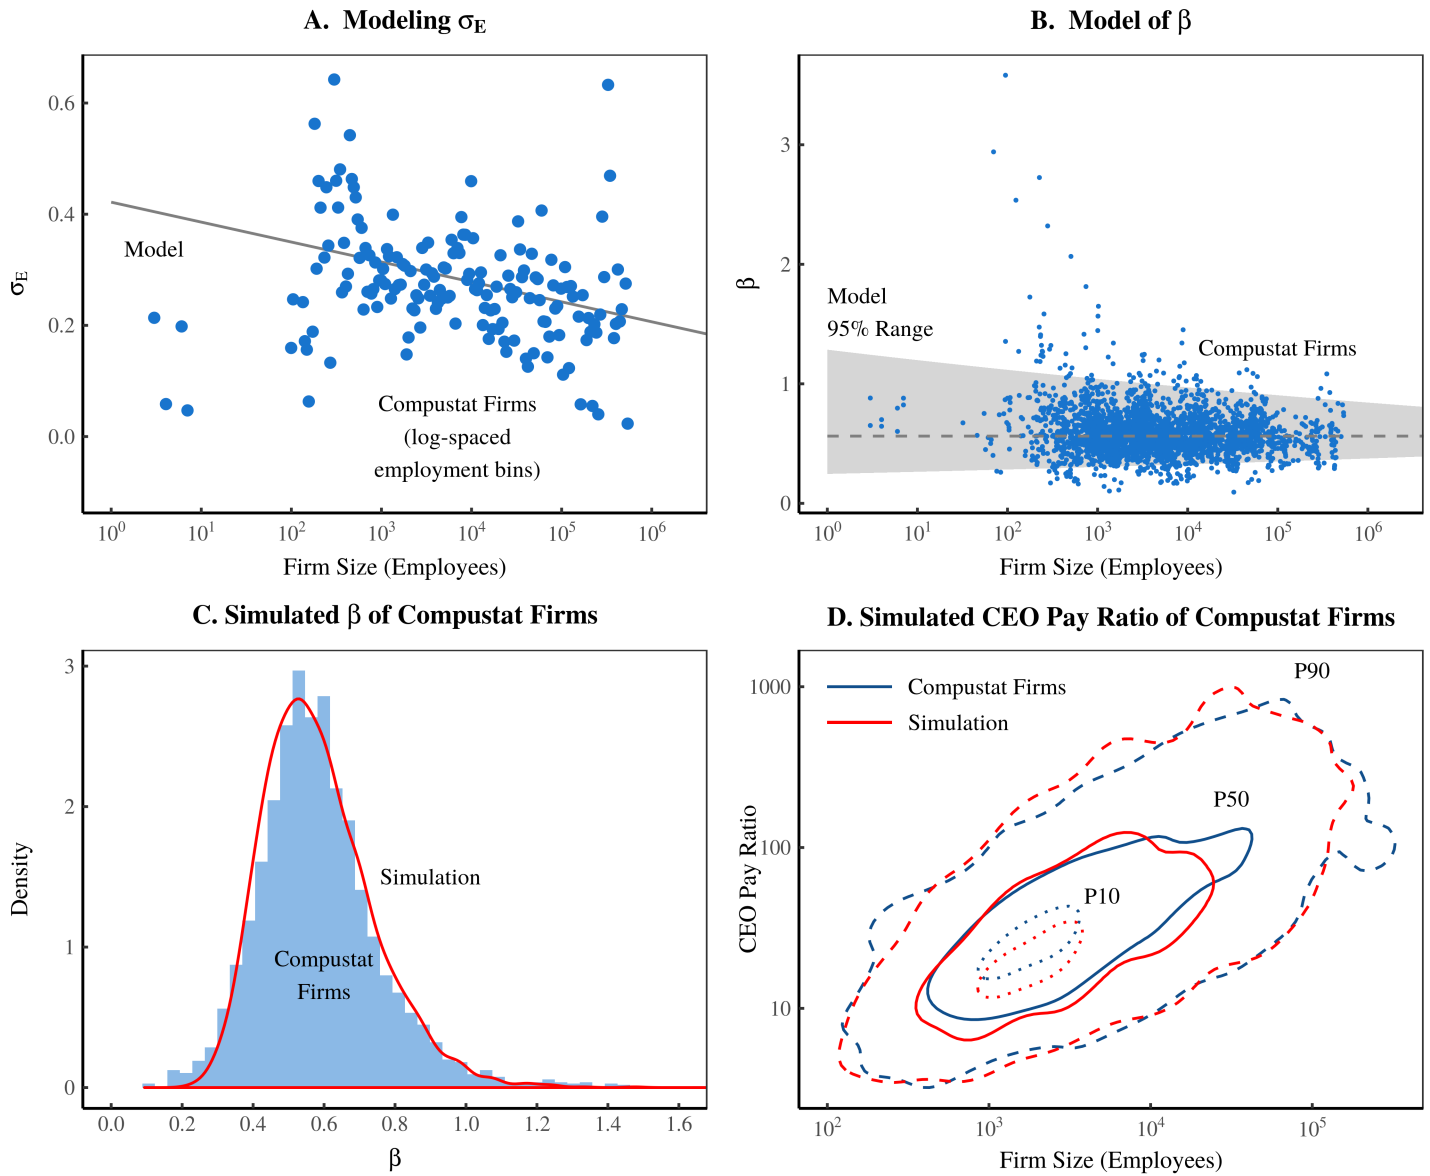 A. Modeling σE
0.6
0.4
0.2
0.0
σE
Model
Compustat Firms
(log-spaced
employment bins)
10^0 10^1 10^2 10^3 10^4 10^5 10^6
Firm Size (Employees)
B. Model of β
3
2
1
0
β
Model
95% Range
Compustat Firms
10^0 10^1 10^2 10^3 10^4 10^5 10^6
Firm Size (Employees)
C. Simulated β of Compustat Firms
3
2
1
0
Density
Simulation
Compustat
Firms
0.0 0.2 0.4 0.6 0.8 1.0 1.2 1.4 1.6
β
D. Simulated CEO Pay Ratio of Compustat Firms
1000
100
10
CEO Pay Ratio
Compustat Firms
Simulation
P90
P50
P10
10^2 10^3 10^4 10^5
Firm Size (Employees)